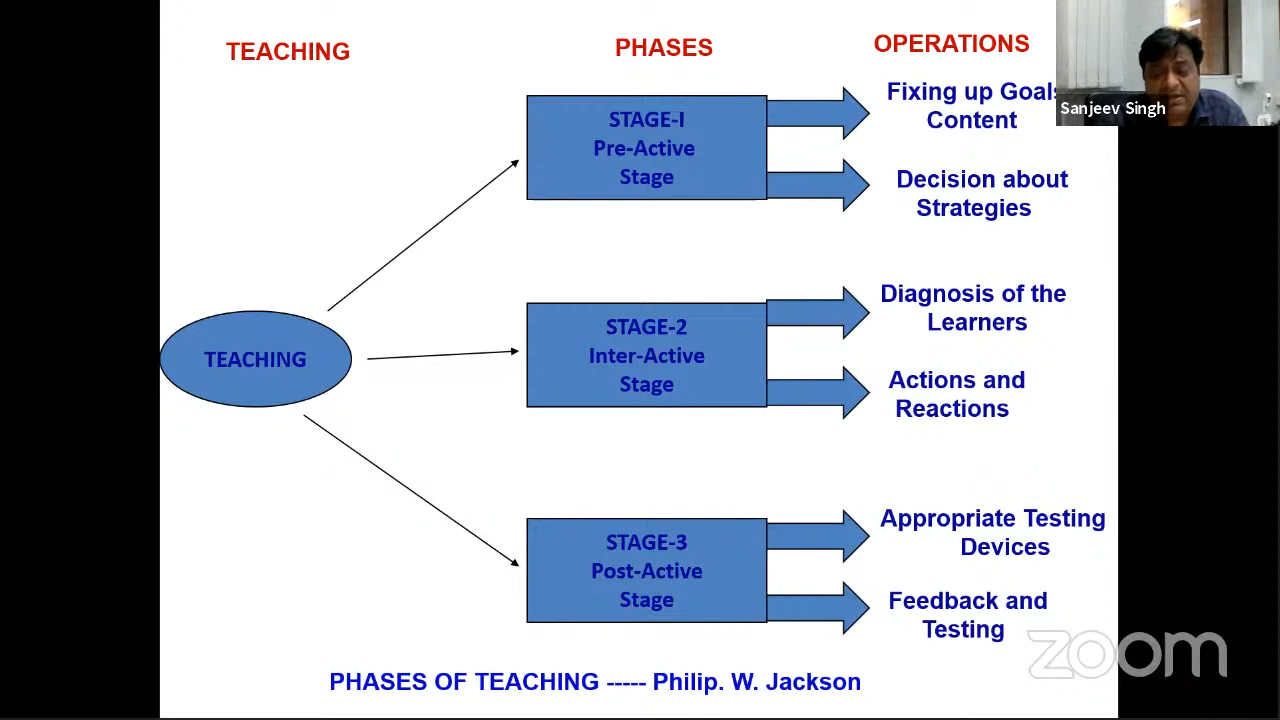 TEACHING
PHASES
OPERATIONS
Fixing up Goals
Content
Sanjeev Singh
STAGE-I
Pre-Active
Stage
Decision about
Strategies
TEACHING
STAGE-2
Inter-Active
Stage
Diagnosis of the
Learners
Actions and
Reactions
STAGE-3
Post-Active
Stage
Appropriate Testing
Devices
Feedback and
Testing
zoom
PHASES OF TEACHING ----- Philip. W. Jackson